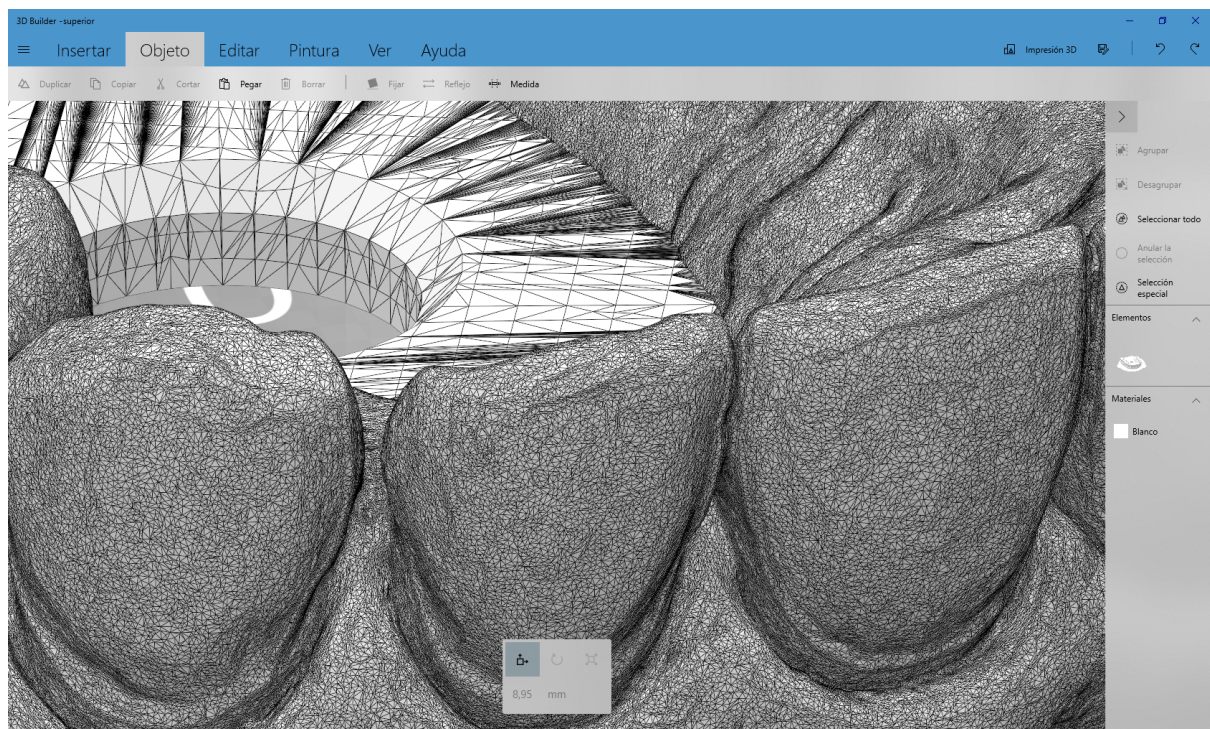 3D Builder - superior
Insertar Objeto Editar Pintura Ver Ayuda Impresión 3D
Duplicar Copiar Cortar Pegar Borrar Fijar Reflejo Medida
Agrupar
Desagrupar
Seleccionar todo
Anular la
selección
Selección
especial
Elementos
Materiales
Blanco
8,95 mm